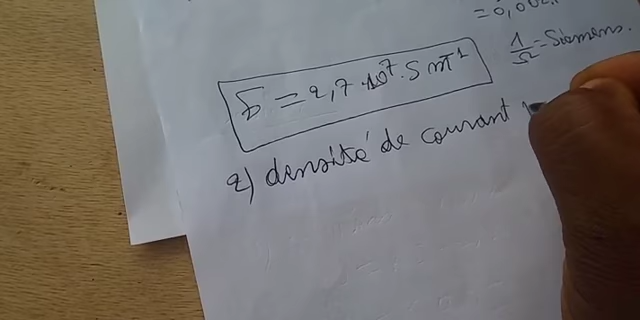 = 0,002
1/Ω = Siemens.
δ = 2,7 · 10⁷ · S m⁻¹
2) densité de courant